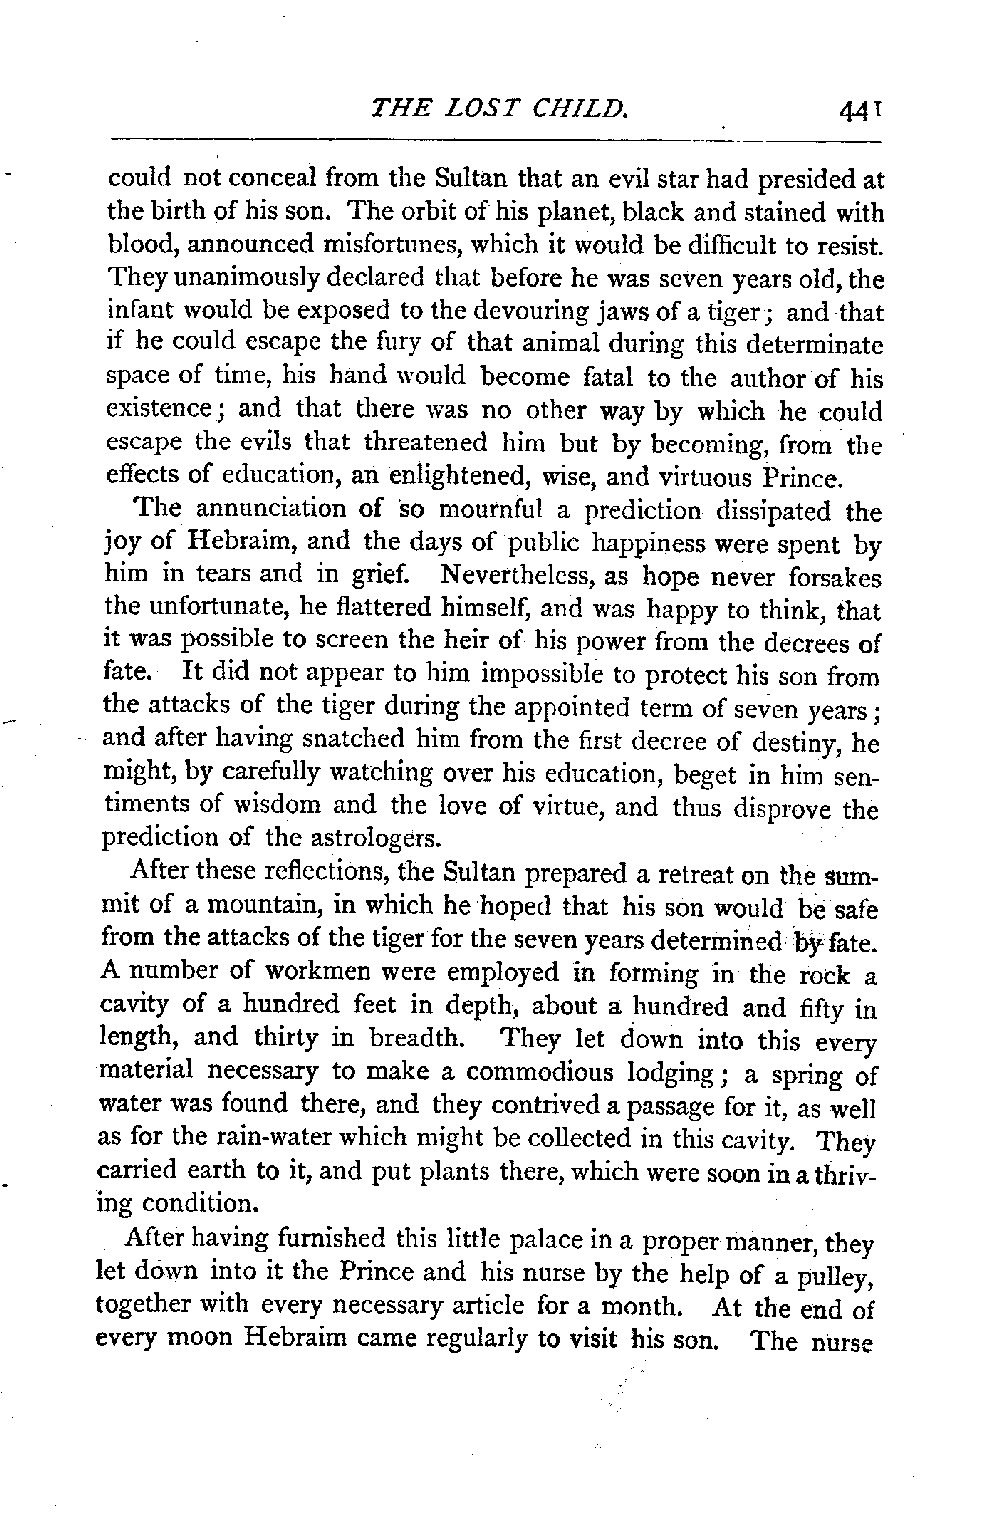 THE LOST CHILD. 441
could not conceal from the Sultan that an evil star had presided at
the birth of his son. The orbit of his planet, black and stained with
blood, announced misfortunes, which it would be difficult to resist.
They unanimously declared that before he was seven years old, the
infant would be exposed to the devouring jaws of a tiger; and that
if he could escape the fury of that animal during this determinate
space of time, his hand would become fatal to the author of his
existence; and that there was no other way by which he could
escape the evils that threatened him but by becoming, from the
effects of education, an enlightened, wise, and virtuous Prince.
The annunciation of so mournful a prediction dissipated the
joy of Hebraim, and the days of public happiness were spent by
him in tears and in grief. Nevertheless, as hope never forsakes
the unfortunate, he flattered himself, and was happy to think, that
it was possible to screen the heir of his power from the decrees of
fate. It did not appear to him impossible to protect his son from
the attacks of the tiger during the appointed term of seven years;
and after having snatched him from the first decree of destiny, he
might, by carefully watching over his education, beget in him sen-
timents of wisdom and the love of virtue, and thus disprove the
prediction of the astrologers.
After these reflections, the Sultan prepared a retreat on the sum-
mit of a mountain, in which he hoped that his son would be safe
from the attacks of the tiger for the seven years determined by fate.
A number of workmen were employed in forming in the rock a
cavity of a hundred feet in depth, about a hundred and fifty in
length, and thirty in breadth. They let down into this every
material necessary to make a commodious lodging; a spring of
water was found there, and they contrived a passage for it, as well
as for the rain-water which might be collected in this cavity. They
carried earth to it, and put plants there, which were soon in a thriv-
ing condition.
After having furnished this little palace in a proper manner, they
let down into it the Prince and his nurse by the help of a pulley,
together with every necessary article for a month. At the end of
every moon Hebraim came regularly to visit his son. The nurse